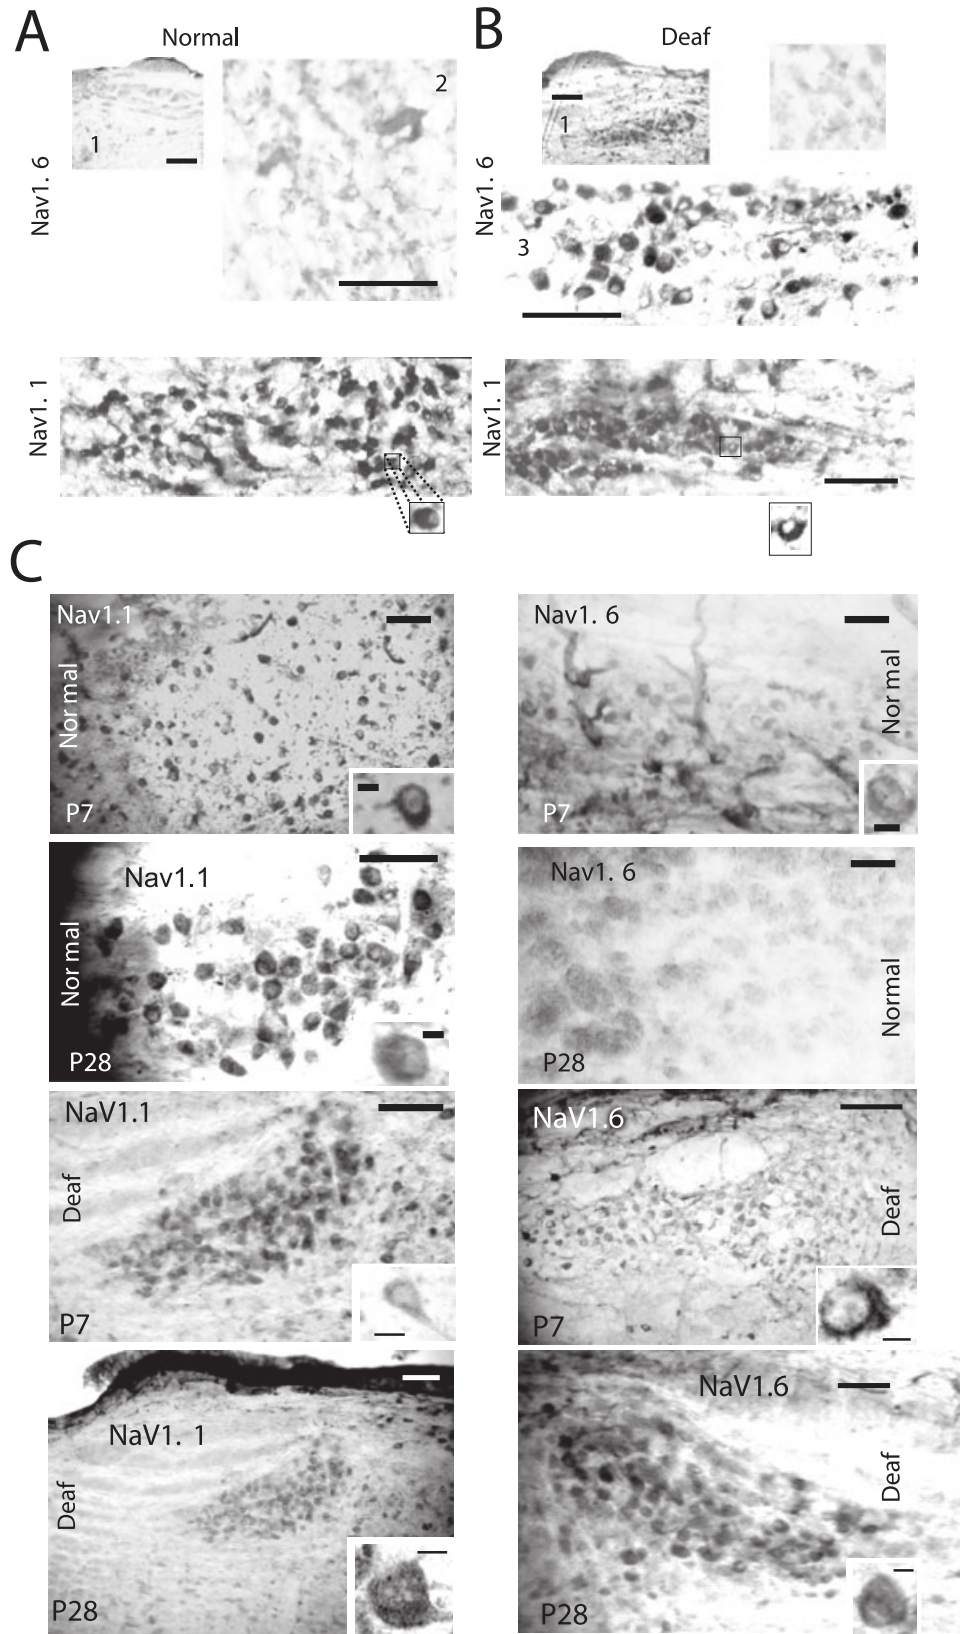 A
Normal
B
Deaf
Nav1. 6
1
2
Nav1. 6
1
3
Nav1. 1
Nav1. 1
C
Nav1.1
Nor mal
P7
Nav1. 6
Nor mal
P7
Nav1.1
Nor mal
P28
Nav1. 6
Normal
P28
NaV1.1
Deaf
P7
NaV1.6
Deaf
P7
NaV1. 1
Deaf
P28
NaV1.6
Deaf
P28